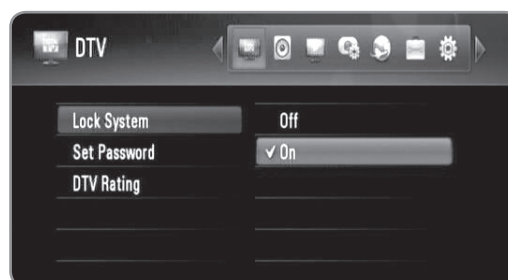 DTV
Lock System
Off
Set Password
✓ On
DTV Rating